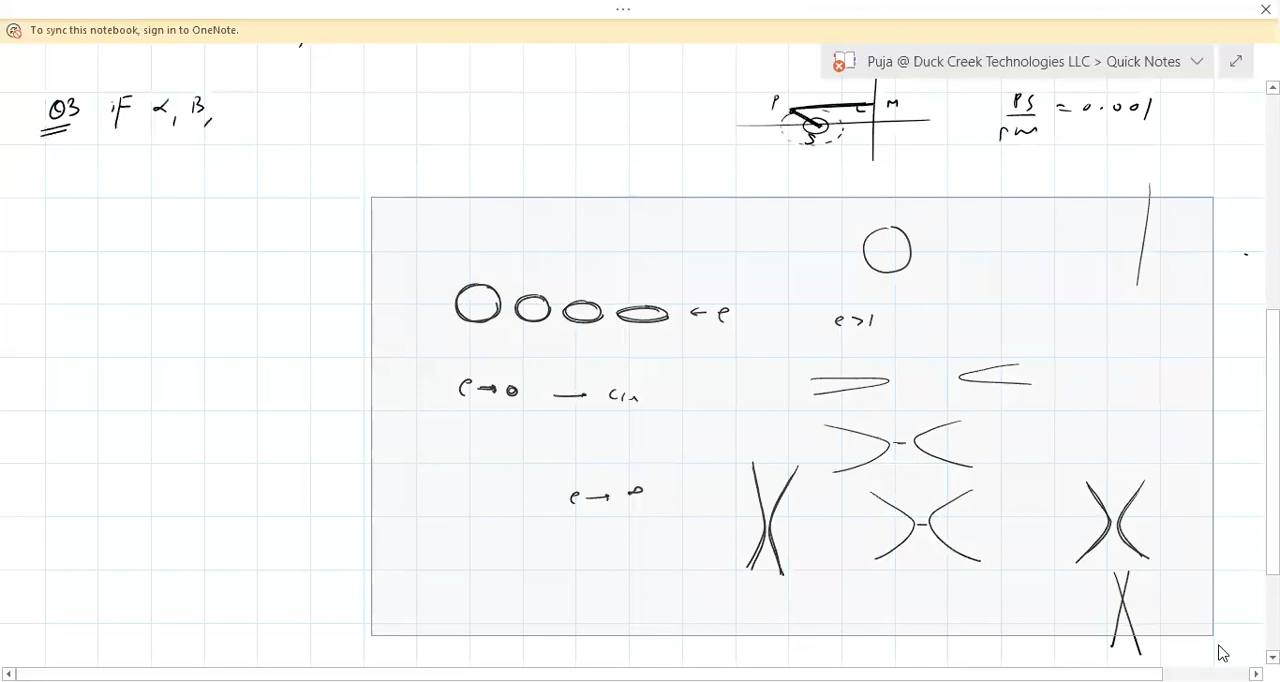 To sync this notebook, sign in to OneNote.
Puja @ Duck Creek Technologies LLC > Quick Notes
Q3 if α, β,
P M
S
PS/PM = 0.001
← e
e > 1
e → 0 —
e → ∞